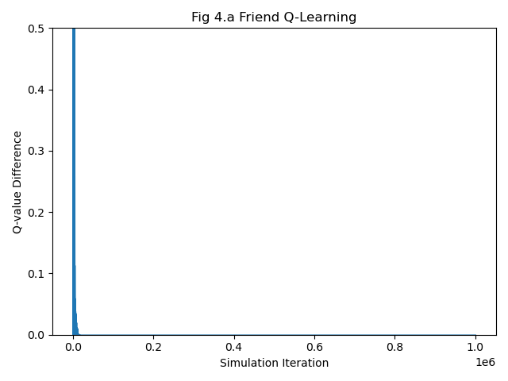 Fig 4.a Friend Q-Learning
0.5
0.4
0.3
0.2
0.1
0.0
Q-value Difference
0.0 0.2 0.4 0.6 0.8 1.0
1e6
Simulation Iteration